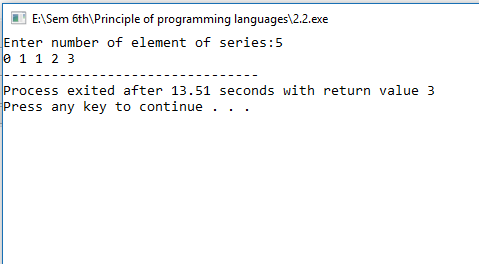 E:\Sem 6th\Principle of programming languages\2.2.exe
Enter number of element of series:5
0 1 1 2 3
--------------------------------
Process exited after 13.51 seconds with return value 3
Press any key to continue . . .